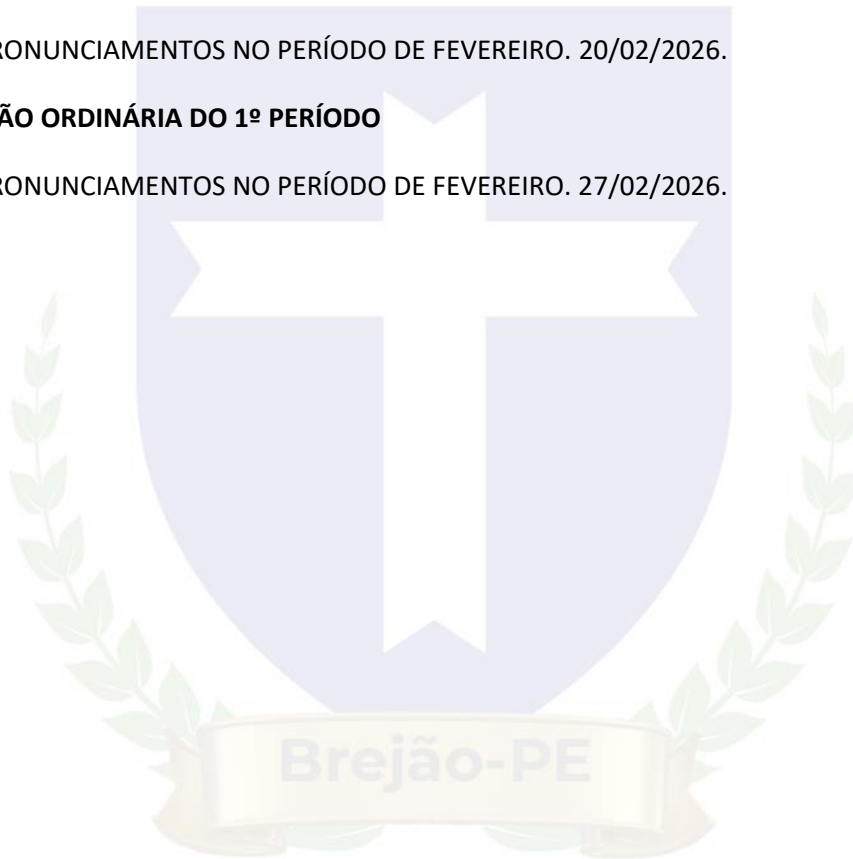 RONUNCIAMENTOS NO PERÍODO DE FEVEREIRO. 20/02/2026.
ÃO ORDINÁRIA DO 1º PERÍODO
RONUNCIAMENTOS NO PERÍODO DE FEVEREIRO. 27/02/2026.
Brejão-PE